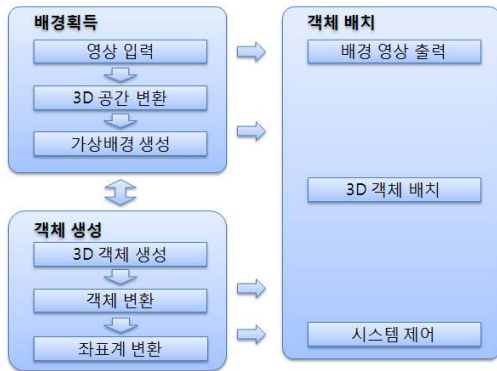 배경획득
영상 입력
3D 공간 변환
가상배경 생성
객체 생성
3D 객체 생성
객체 변환
좌표계 변환
객체 배치
배경 영상 출력
3D 객체 배치
시스템 제어